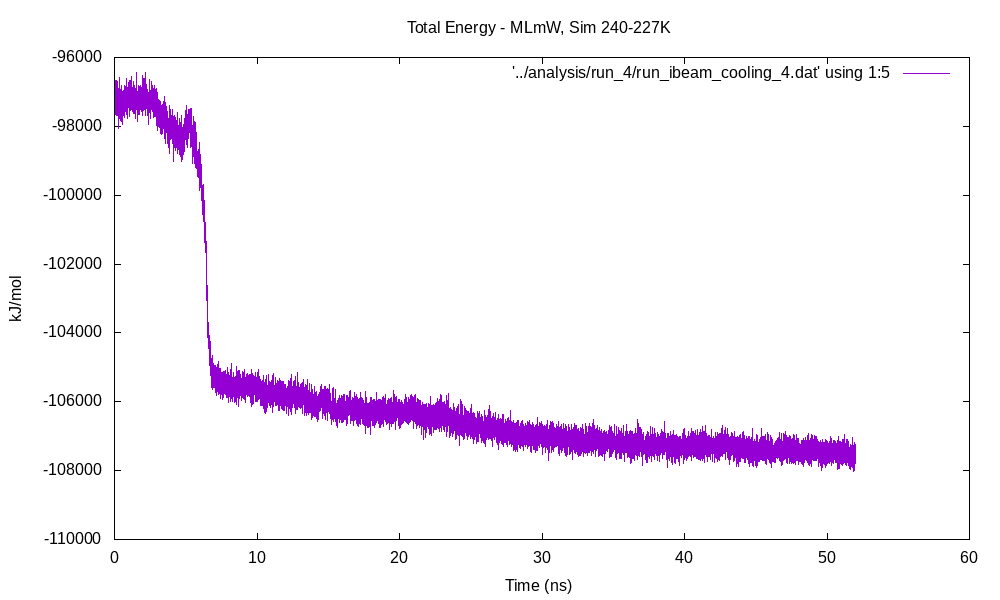 Total Energy - MLmW, Sim 240-227K
'../analysis/run_4/run_ibeam_cooling_4.dat' using 1:5
-96000
-98000
-100000
-102000
-104000
-106000
-108000
-110000
kJ/mol
0 10 20 30 40 50 60
Time (ns)